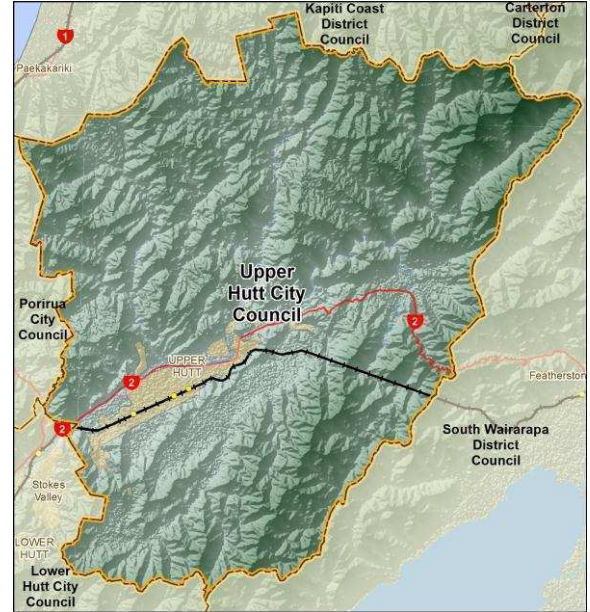 Kapiti Coast
District
Council
Carterton
District
Council
1
Paekakariki
Upper
Hutt City
Council
Porirua
City
Council
2
UPPER
HUTT
2
Featherston
2
South Wairarapa
District
Council
Stokes
Valley
LOWER
HUTT
Lower
Hutt City
Council